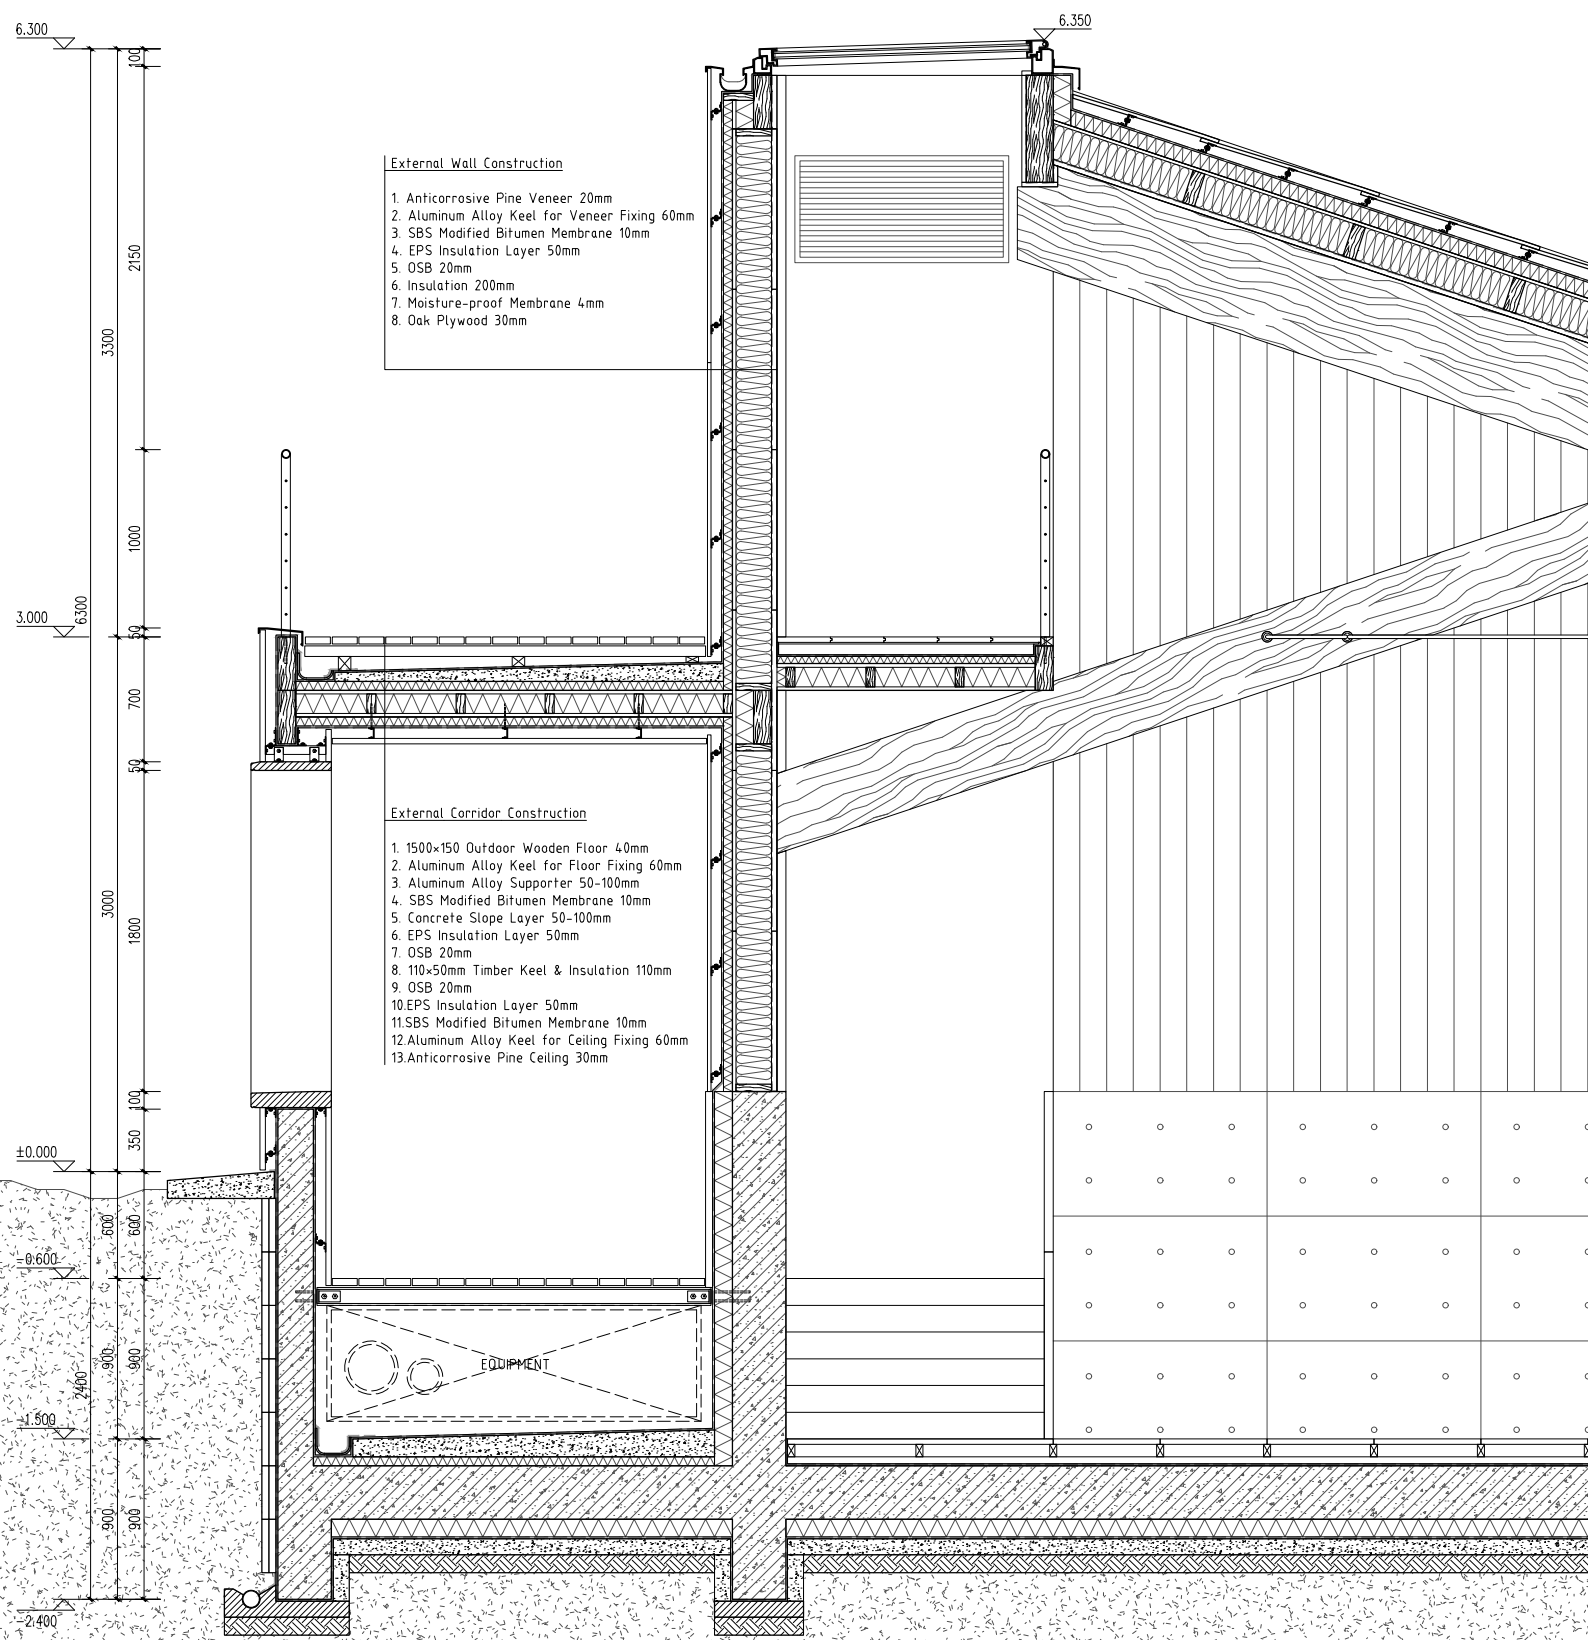 6.300
6.350
100
External Wall Construction
1. Anticorrosive Pine Veneer 20mm
2. Aluminum Alloy Keel for Veneer Fixing 60mm
3. SBS Modified Bitumen Membrane 10mm
4. EPS Insulation Layer 50mm
5. OSB 20mm
6. Insulation 200mm
7. Moisture-proof Membrane 4mm
8. Oak Plywood 30mm
2150
3300
1000
3.000
6300
50
700
50
External Corridor Construction
1. 1500×150 Outdoor Wooden Floor 40mm
2. Aluminum Alloy Keel for Floor Fixing 60mm
3. Aluminum Alloy Supporter 50-100mm
4. SBS Modified Bitumen Membrane 10mm
5. Concrete Slope Layer 50-100mm
6. EPS Insulation Layer 50mm
7. OSB 20mm
8. 110×50mm Timber Keel & Insulation 110mm
9. OSB 20mm
10.EPS Insulation Layer 50mm
11.SBS Modified Bitumen Membrane 10mm
12.Aluminum Alloy Keel for Ceiling Fixing 60mm
13.Anticorrosive Pine Ceiling 30mm
3000
1800
100
350
±0.000
600
600
-0.600
900
900
2400
EQUIPMENT
-1.500
900
900
-2.400